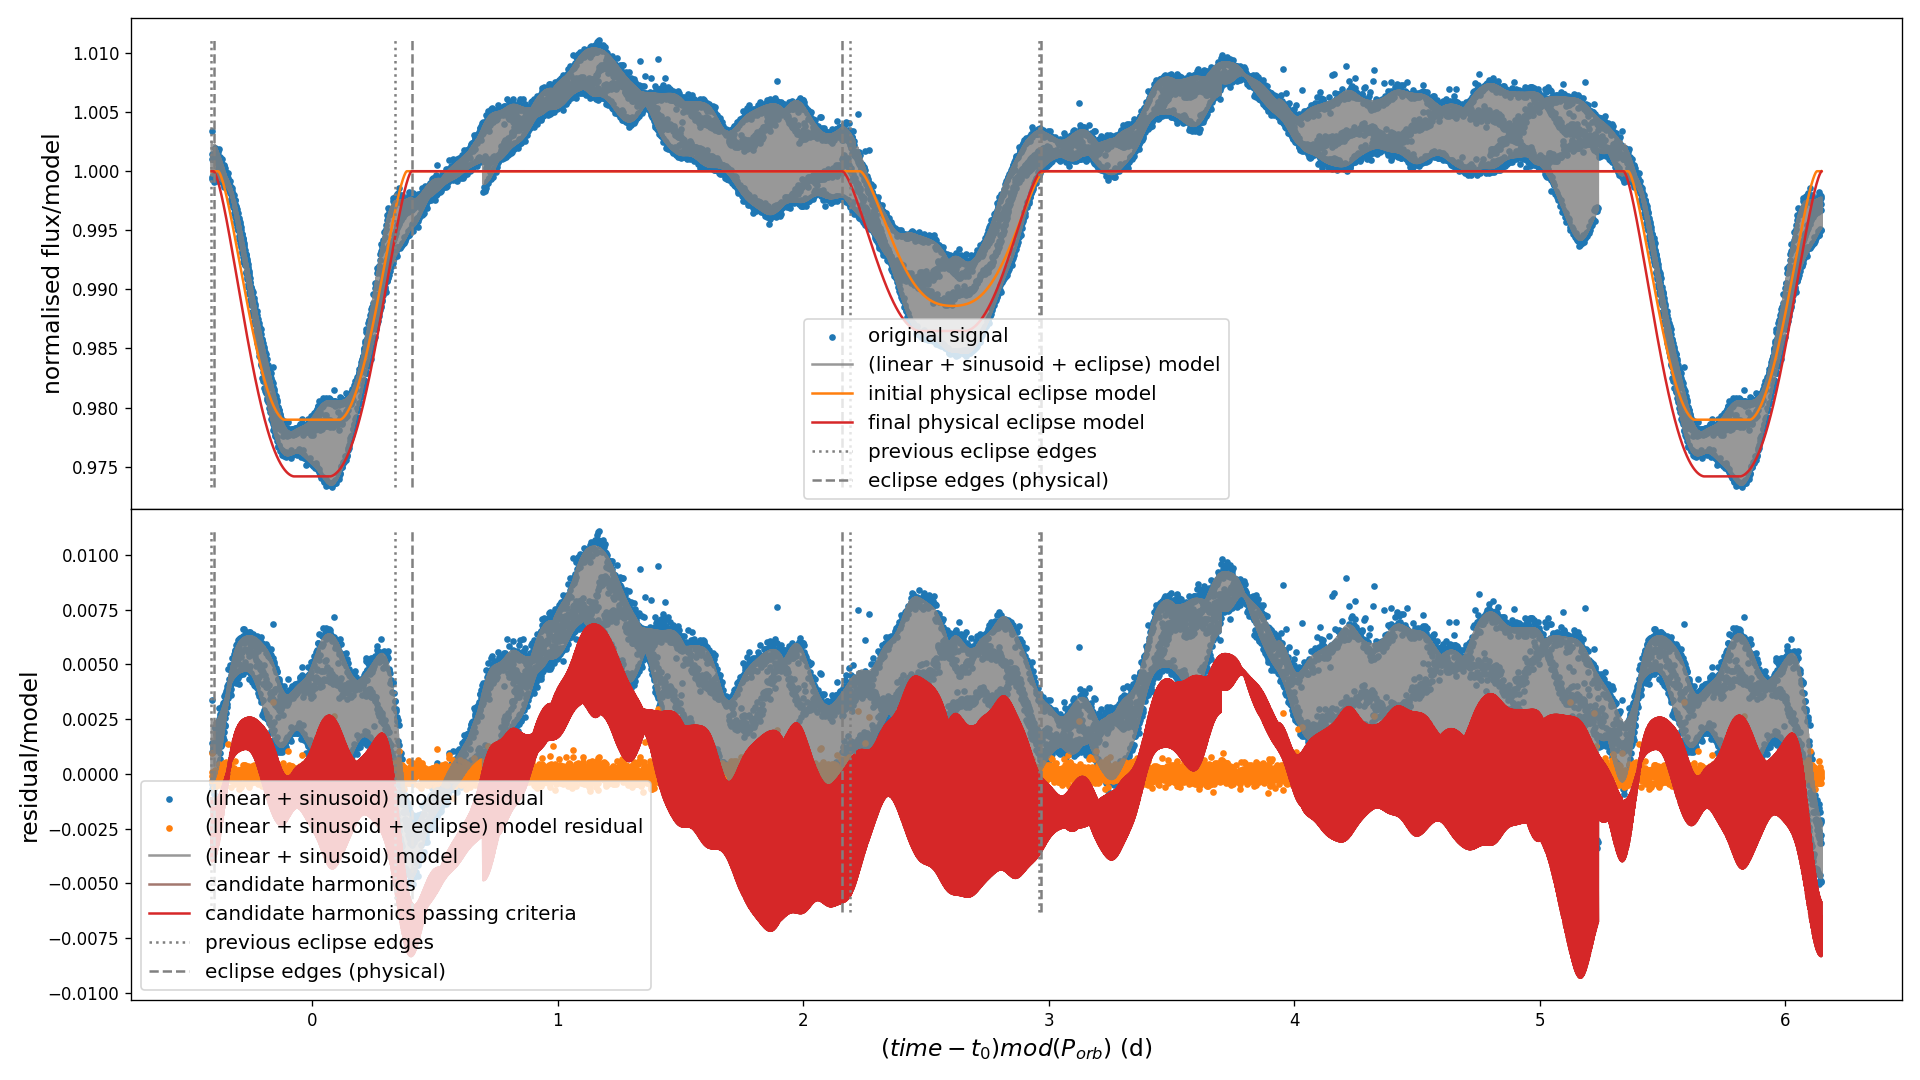 normalised flux/model
1.010
1.005
1.000
0.995
0.990
0.985
0.980
0.975
original signal
(linear + sinusoid + eclipse) model
initial physical eclipse model
final physical eclipse model
previous eclipse edges
eclipse edges (physical)
residual/model
0.0100
0.0075
0.0050
0.0025
0.0000
−0.0025
−0.0050
−0.0075
−0.0100
(linear + sinusoid) model residual
(linear + sinusoid + eclipse) model residual
(linear + sinusoid) model
candidate harmonics
candidate harmonics passing criteria
previous eclipse edges
eclipse edges (physical)
0 1 2 3 4 5 6
(time − t₀)mod(Pₒᵣb) (d)